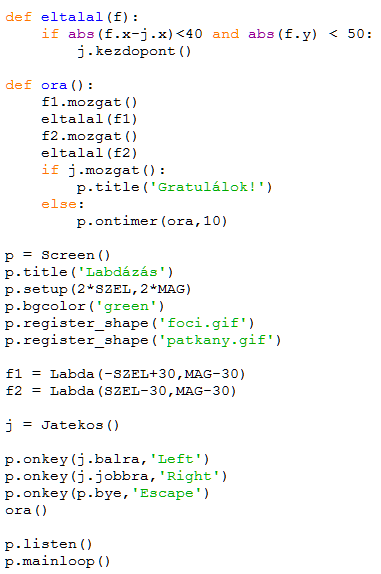 def eltalal(f):
    if abs(f.x-j.x)<40 and abs(f.y) < 50:
        j.kezdopont()
def ora():
    f1.mozgat()
    eltalal(f1)
    f2.mozgat()
    eltalal(f2)
    if j.mozgat():
        p.title('Gratulálok!')
    else:
        p.ontimer(ora,10)
p = Screen()
p.title('Labdázás')
p.setup(2*SZEL,2*MAG)
p.bgcolor('green')
p.register_shape('foci.gif')
p.register_shape('patkany.gif')
f1 = Labda(-SZEL+30,MAG-30)
f2 = Labda(SZEL-30,MAG-30)
j = Jatekos()
p.onkey(j.balra,'Left')
p.onkey(j.jobbra,'Right')
p.onkey(p.bye,'Escape')
ora()
p.listen()
p.mainloop()